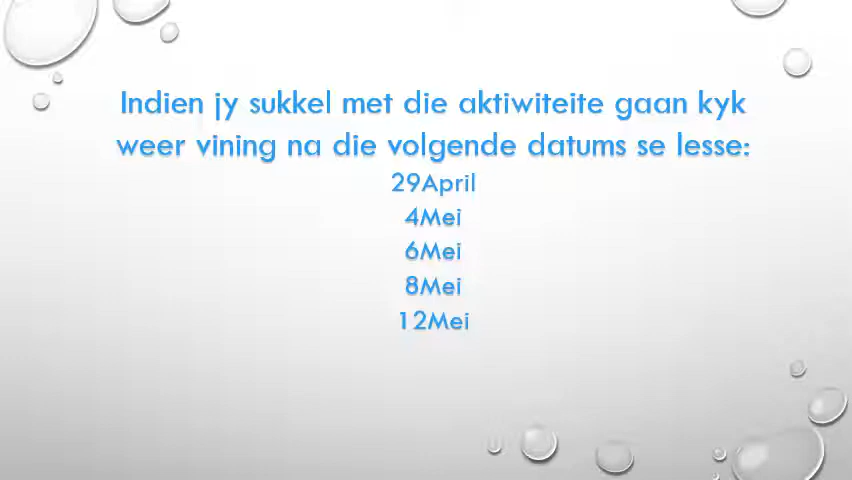 Indien jy sukkel met die aktiwiteite gaan kyk
weer vining na die volgende datums se lesse:
29April
4Mei
6Mei
8Mei
12Mei